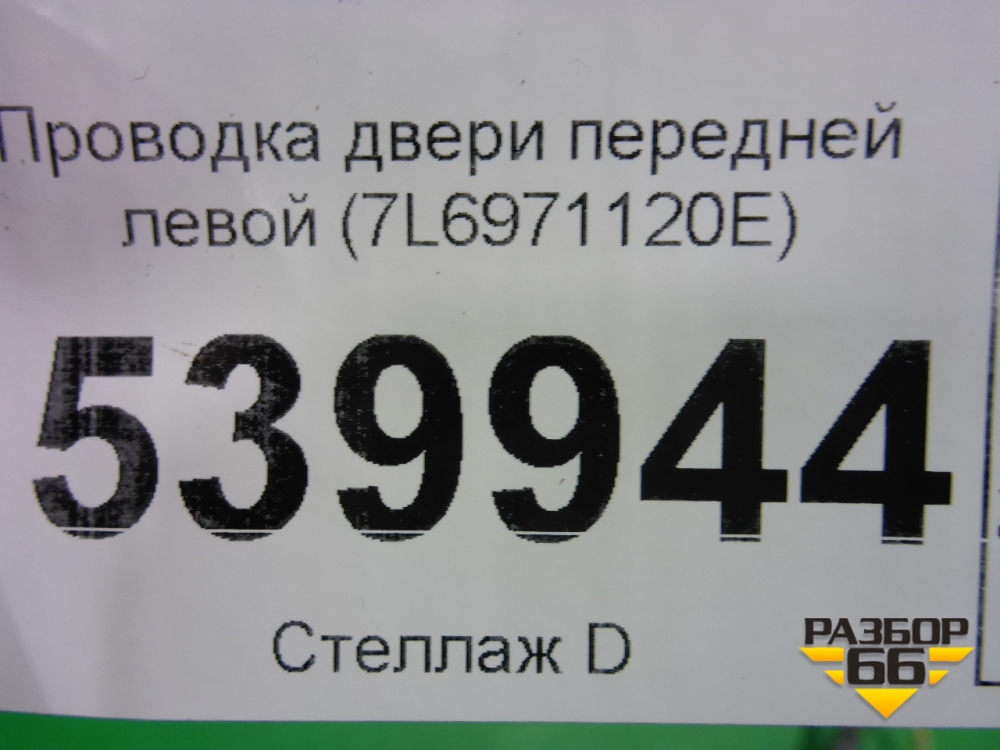 Проводка двери передней
левой (7L6971120E)
539944
Стеллаж D
РАЗБОР
66